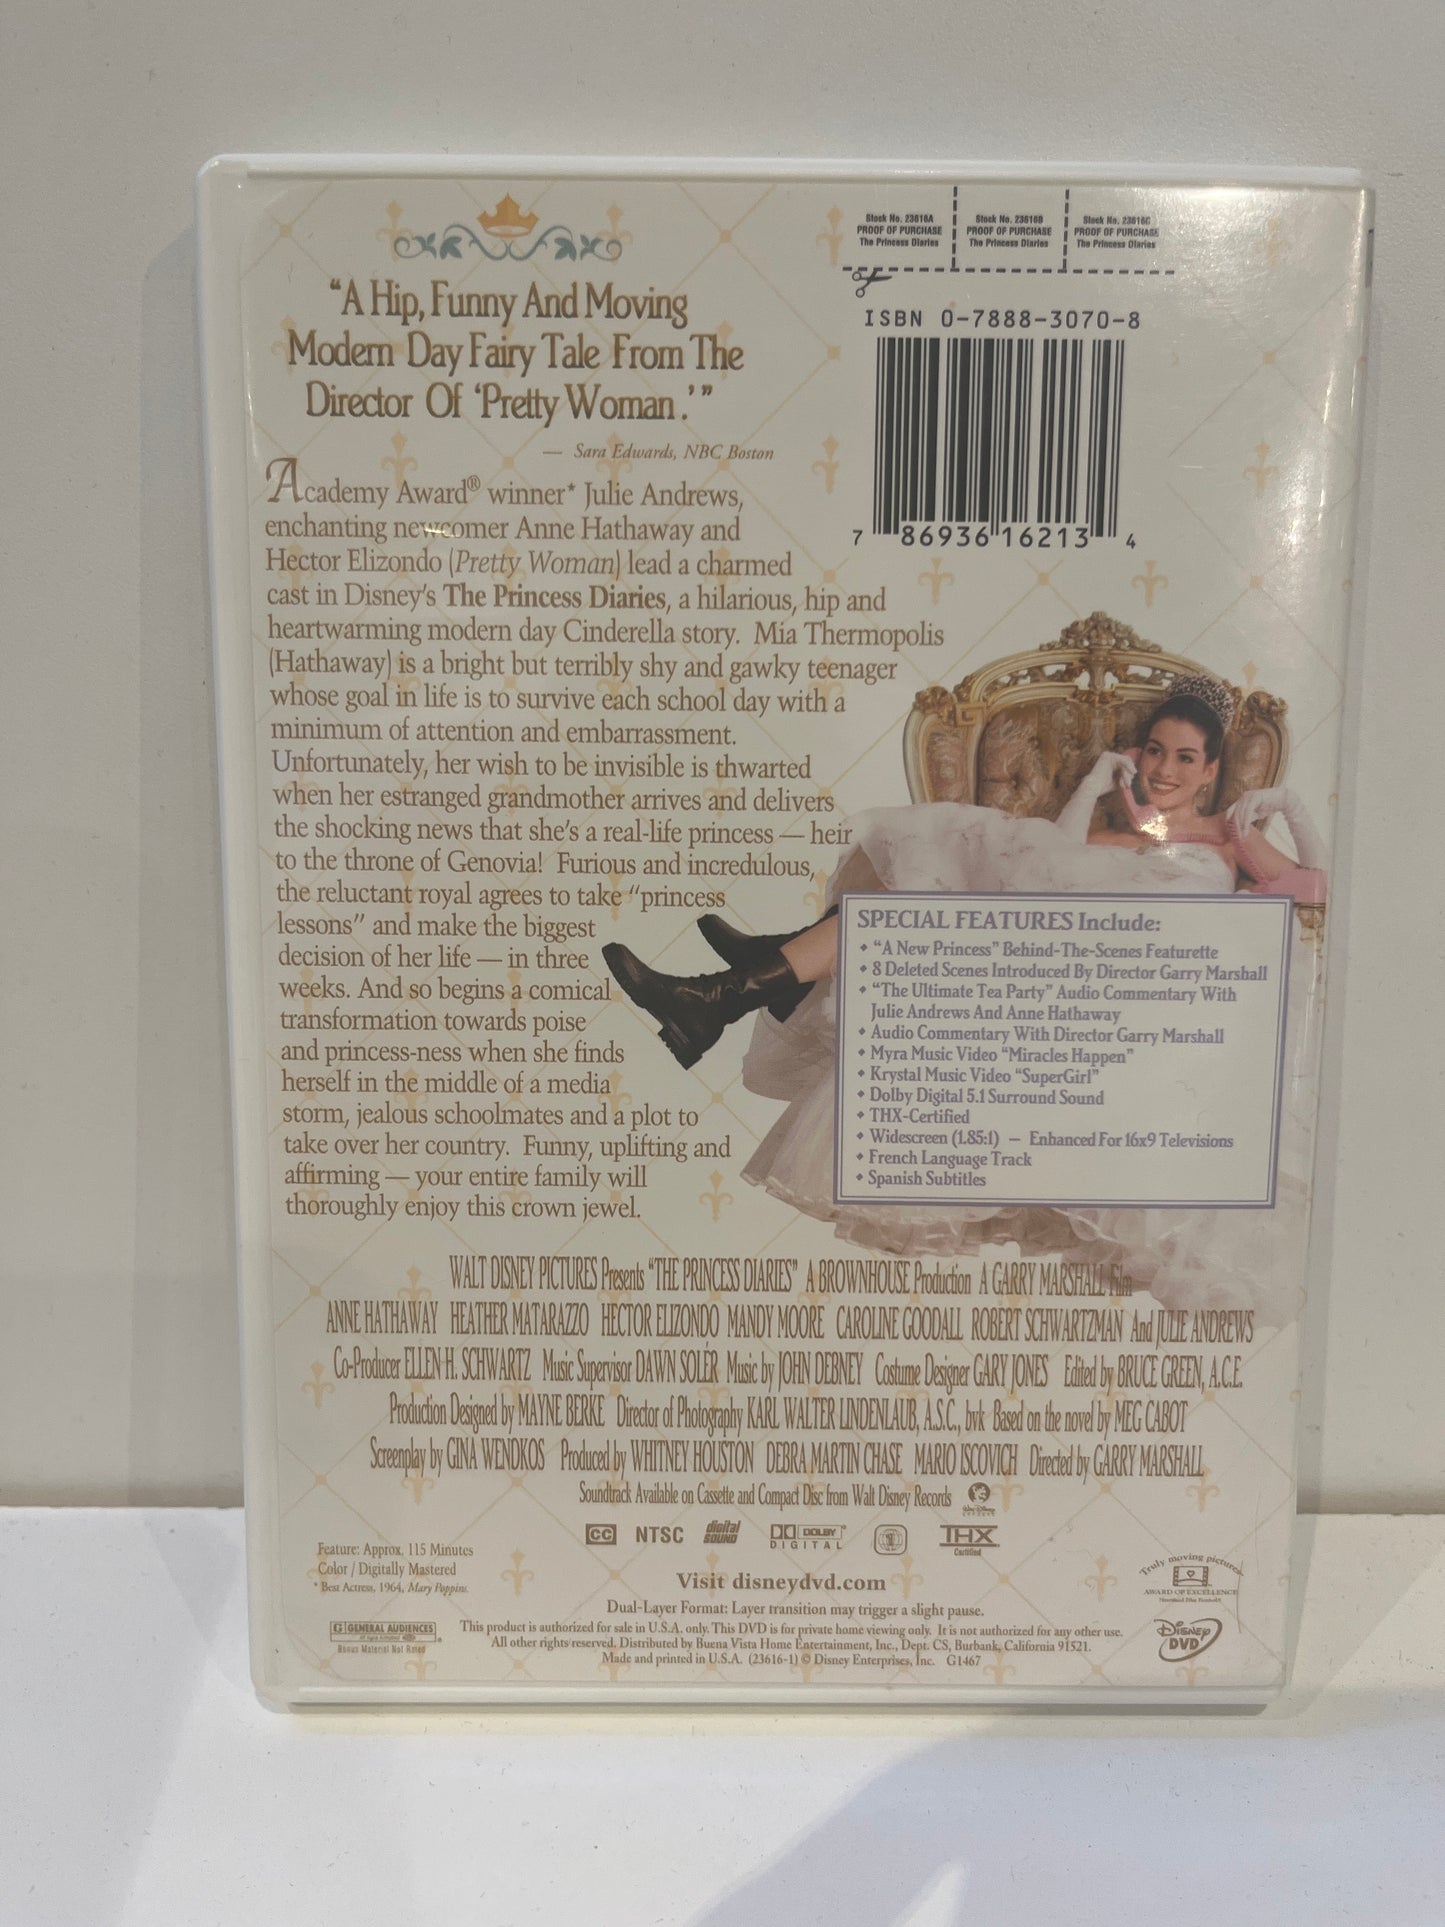 Stock No. 23616A
PROOF OF PURCHASE
The Princess Diaries
Stock No. 23616B
PROOF OF PURCHASE
The Princess Diaries
Stock No. 23616C
PROOF OF PURCHASE
The Princess Diaries
"A Hip, Funny And Moving
Modern Day Fairy Tale From The
Director Of 'Pretty Woman.'"
— Sara Edwards, NBC Boston
ISBN 0-7888-3070-8
7 86936 16213 4
Academy Award® winner* Julie Andrews,
enchanting newcomer Anne Hathaway and
Hector Elizondo (Pretty Woman) lead a charmed
cast in Disney's The Princess Diaries, a hilarious, hip and
heartwarming modern day Cinderella story. Mia Thermopolis
(Hathaway) is a bright but terribly shy and gawky teenager
whose goal in life is to survive each school day with a
minimum of attention and embarrassment.
Unfortunately, her wish to be invisible is thwarted
when her estranged grandmother arrives and delivers
the shocking news that she's a real-life princess — heir
to the throne of Genovia! Furious and incredulous,
the reluctant royal agrees to take "princess
lessons" and make the biggest
decision of her life — in three
weeks. And so begins a comical
transformation towards poise
and princess-ness when she finds
herself in the middle of a media
storm, jealous schoolmates and a plot to
take over her country. Funny, uplifting and
affirming — your entire family will
thoroughly enjoy this crown jewel.
SPECIAL FEATURES Include:
• "A New Princess" Behind-The-Scenes Featurette
• 8 Deleted Scenes Introduced By Director Garry Marshall
• "The Ultimate Tea Party" Audio Commentary With
Julie Andrews And Anne Hathaway
• Audio Commentary With Director Garry Marshall
• Myra Music Video "Miracles Happen"
• Krystal Music Video "SuperGirl"
• Dolby Digital 5.1 Surround Sound
• THX-Certified
• Widescreen (1.85:1) — Enhanced For 16x9 Televisions
• French Language Track
• Spanish Subtitles
WALT DISNEY PICTURES Presents "THE PRINCESS DIARIES" A BROWNHOUSE Production A GARRY MARSHALL Film
ANNE HATHAWAY HEATHER MATARAZZO HECTOR ELIZONDO MANDY MOORE CAROLINE GOODALL ROBERT SCHWARTZMAN And JULIE ANDREWS
Co-Producer ELLEN H. SCHWARTZ Music Supervisor DAWN SOLÉR Music by JOHN DEBNEY Costume Designer GARY JONES Edited by BRUCE GREEN, A.C.E.
Production Designed by MAYNE BERKE Director of Photography KARL WALTER LINDENLAUB, A.S.C., bvk Based on the novel by MEG CABOT
Screenplay by GINA WENDKOS Produced by WHITNEY HOUSTON DEBRA MARTIN CHASE MARIO ISCOVICH Directed by GARRY MARSHALL
Soundtrack Available on Cassette and Compact Disc from Walt Disney Records
CC NTSC digital SOUND DOLBY DIGITAL 1 THX Certified
Feature: Approx. 115 Minutes
Color / Digitally Mastered
* Best Actress, 1964, Mary Poppins.
Visit disneydvd.com
Truly moving pictures
AWARD OF EXCELLENCE
Dual-Layer Format: Layer transition may trigger a slight pause.
G GENERAL AUDIENCES
Bonus Material Not Rated
This product is authorized for sale in U.S.A. only. This DVD is for private home viewing only. It is not authorized for any other use.
All other rights reserved. Distributed by Buena Vista Home Entertainment, Inc., Dept. CS, Burbank, California 91521.
Made and printed in U.S.A. (23616-1) © Disney Enterprises, Inc. G1467
Disney DVD